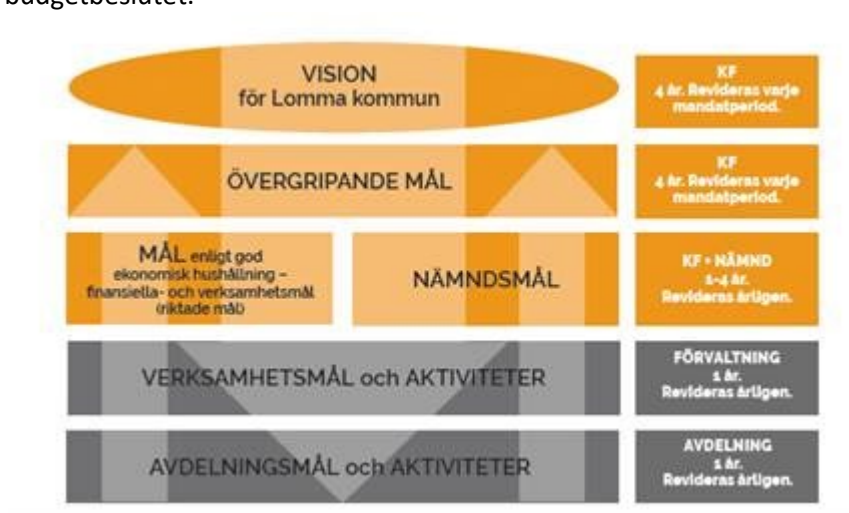 budgetbeslutet.
VISION
för Lomma kommun
KF
4 år. Revideras varje
mandatperiod.
ÖVERGRIPANDE MÅL
KF
4 år. Revideras varje
mandatperiod.
MÅL enligt god
ekonomisk hushållning –
finansiella- och verksamhetsmål
(riktade mål)
NÄMNDSMÅL
KF + NÄMND
1-4 år.
Revideras årligen.
VERKSAMHETSMÅL och AKTIVITETER
FÖRVALTNING
1 år.
Revideras årligen.
AVDELNINGSMÅL och AKTIVITETER
AVDELNING
1 år.
Revideras årligen.